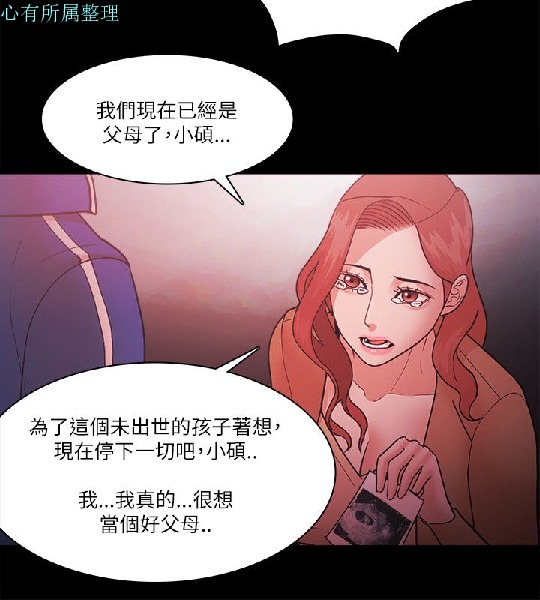 心有所属整理
我們現在已經是
父母了，小碩...
為了這個未出世的孩子著想，
現在停下一切吧，小碩..
我...我真的...很想
當個好父母..